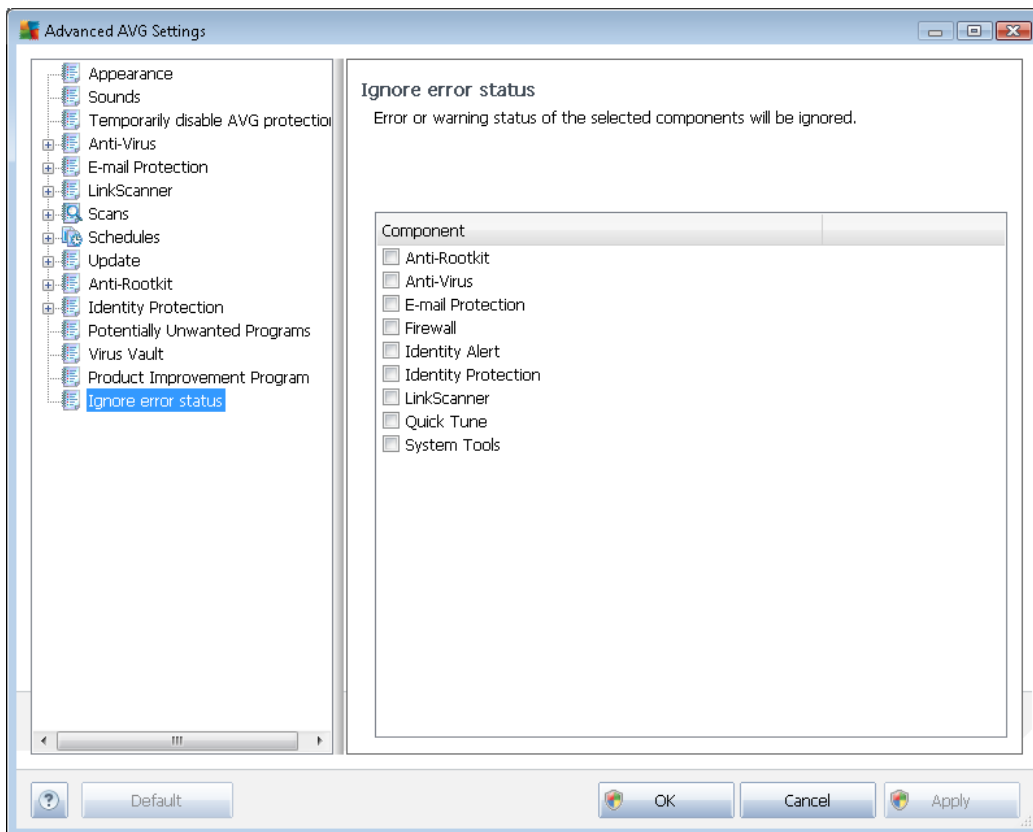 Advanced AVG Settings
Appearance
Sounds
Temporarily disable AVG protection
Anti-Virus
E-mail Protection
LinkScanner
Scans
Schedules
Update
Anti-Rootkit
Identity Protection
Potentially Unwanted Programs
Virus Vault
Product Improvement Program
Ignore error status
Ignore error status
Error or warning status of the selected components will be ignored.
Component
Anti-Rootkit
Anti-Virus
E-mail Protection
Firewall
Identity Alert
Identity Protection
LinkScanner
Quick Tune
System Tools
? Default OK Cancel Apply